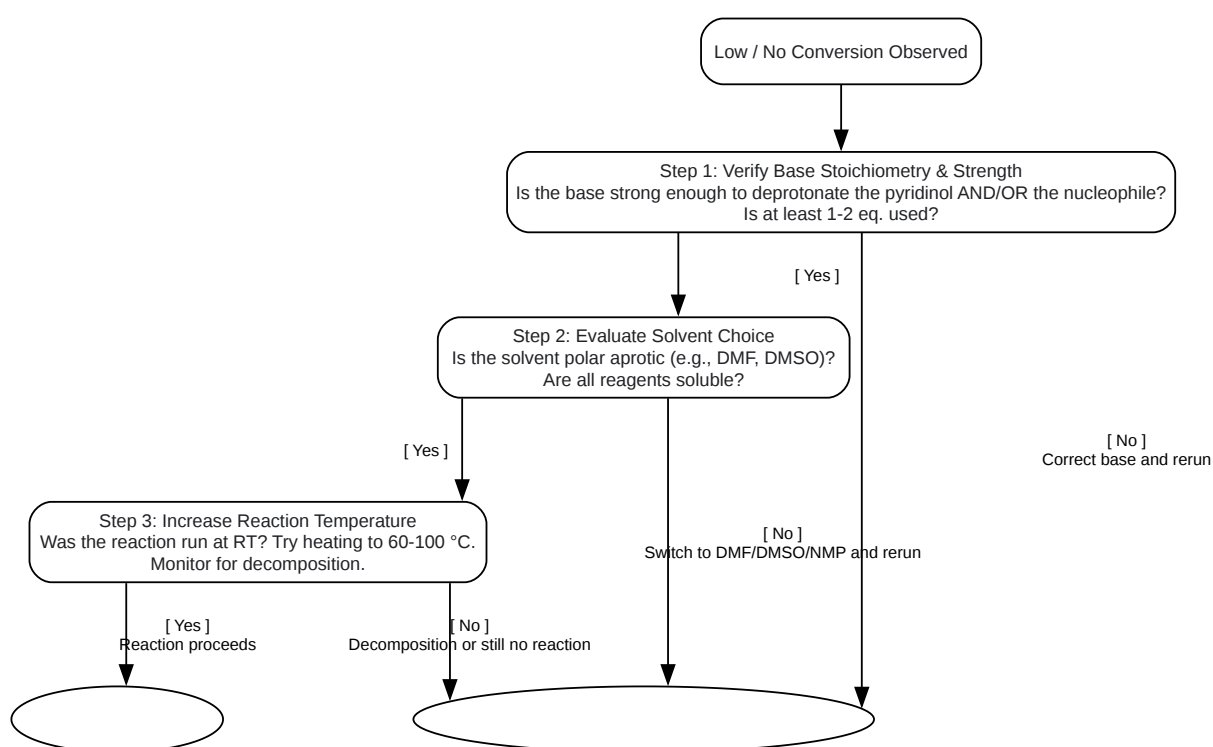 Low / No Conversion Observed
Step 1: Verify Base Stoichiometry & Strength
Is the base strong enough to deprotonate the pyridinol AND/OR the nucleophile?
Is at least 1-2 eq. used?
[ Yes ]
Step 2: Evaluate Solvent Choice
Is the solvent polar aprotic (e.g., DMF, DMSO)?
Are all reagents soluble?
[ Yes ]
[ No ]
Correct base and rerun
Step 3: Increase Reaction Temperature
Was the reaction run at RT? Try heating to 60-100 °C.
Monitor for decomposition.
[ No ]
Switch to DMF/DMSO/NMP and rerun
[ Yes ]
Reaction proceeds
[ No ]
Decomposition or still no reaction